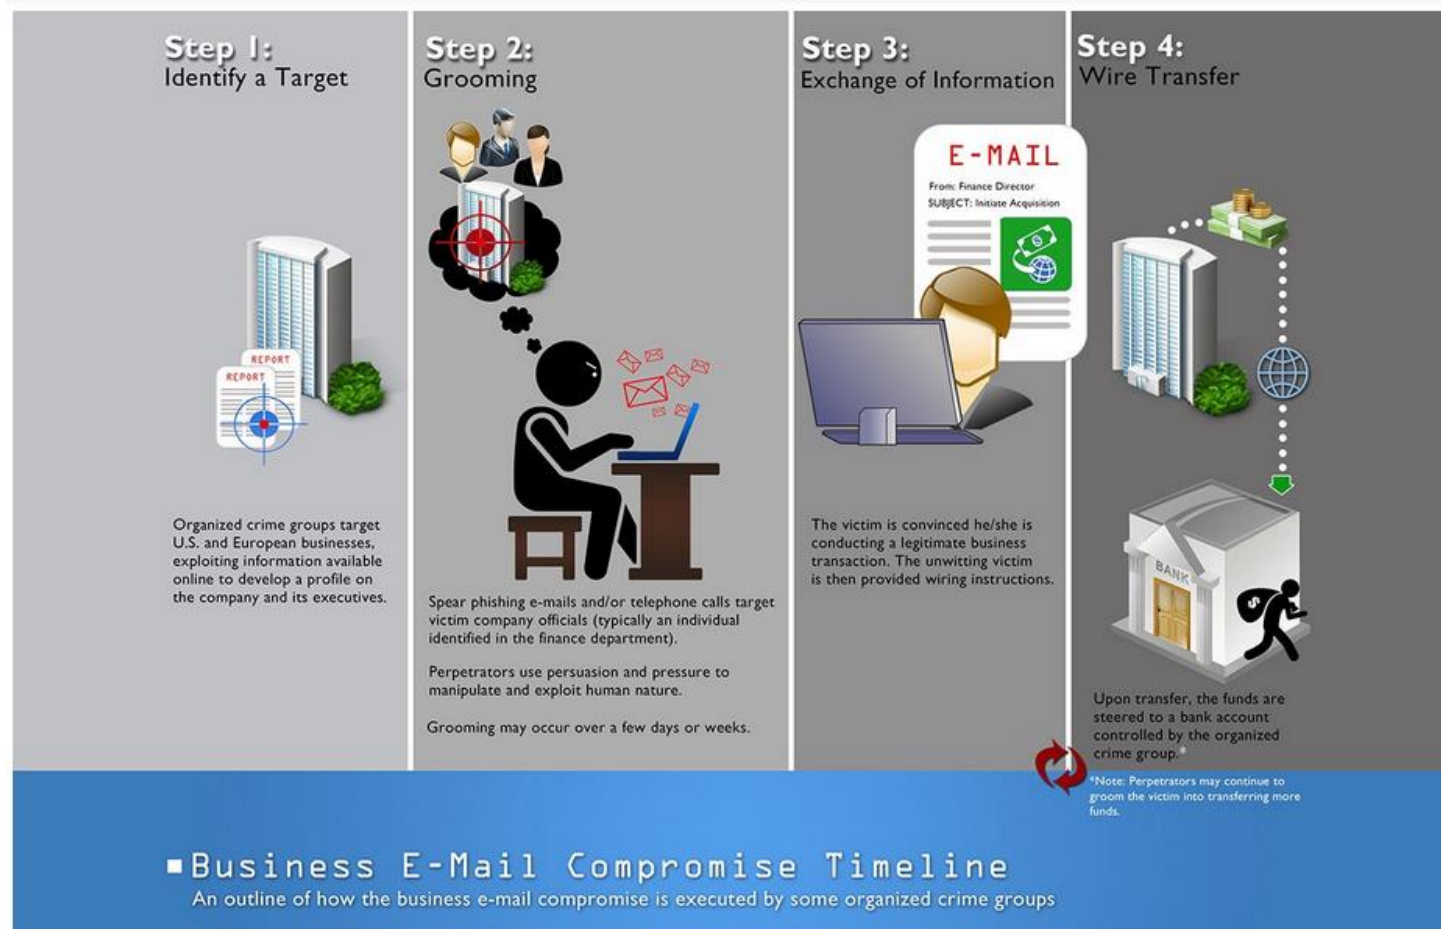 Step 1:
Identify a Target
REPORT
REPORT
Organized crime groups target
U.S. and European businesses,
exploiting information available
online to develop a profile on
the company and its executives.
Step 2:
Grooming
Spear phishing e-mails and/or telephone calls target
victim company officials (typically an individual
identified in the finance department).
Perpetrators use persuasion and pressure to
manipulate and exploit human nature.
Grooming may occur over a few days or weeks.
Step 3:
Exchange of Information
E-MAIL
From: Finance Director
SUBJECT: Initiate Acquisition
$
The victim is convinced he/she is
conducting a legitimate business
transaction. The unwitting victim
is then provided wiring instructions.
Step 4:
Wire Transfer
BANK
$
Upon transfer, the funds are
steered to a bank account
controlled by the organized
crime group.*
*Note: Perpetrators may continue to
groom the victim into transferring more
funds.
Business E-Mail Compromise Timeline
An outline of how the business e-mail compromise is executed by some organized crime groups